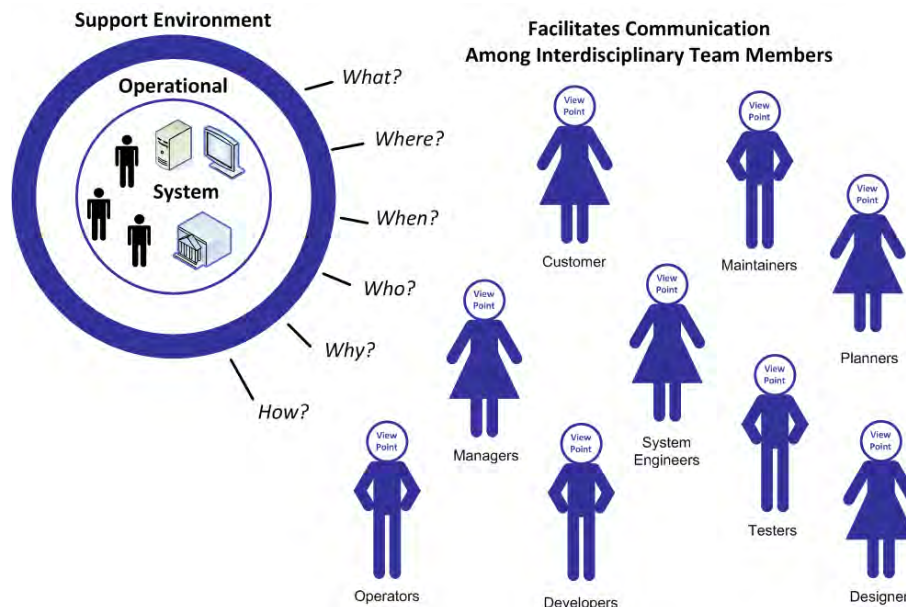 Support Environment
Operational
System
What?
Where?
When?
Who?
Why?
How?
Facilitates Communication
Among Interdisciplinary Team Members
View
Point
Customer
View
Point
Maintainers
View
Point
Planners
View
Point
Managers
View
Point
System
Engineers
View
Point
Testers
View
Point
Operators
View
Point
Developers
View
Point
Designer